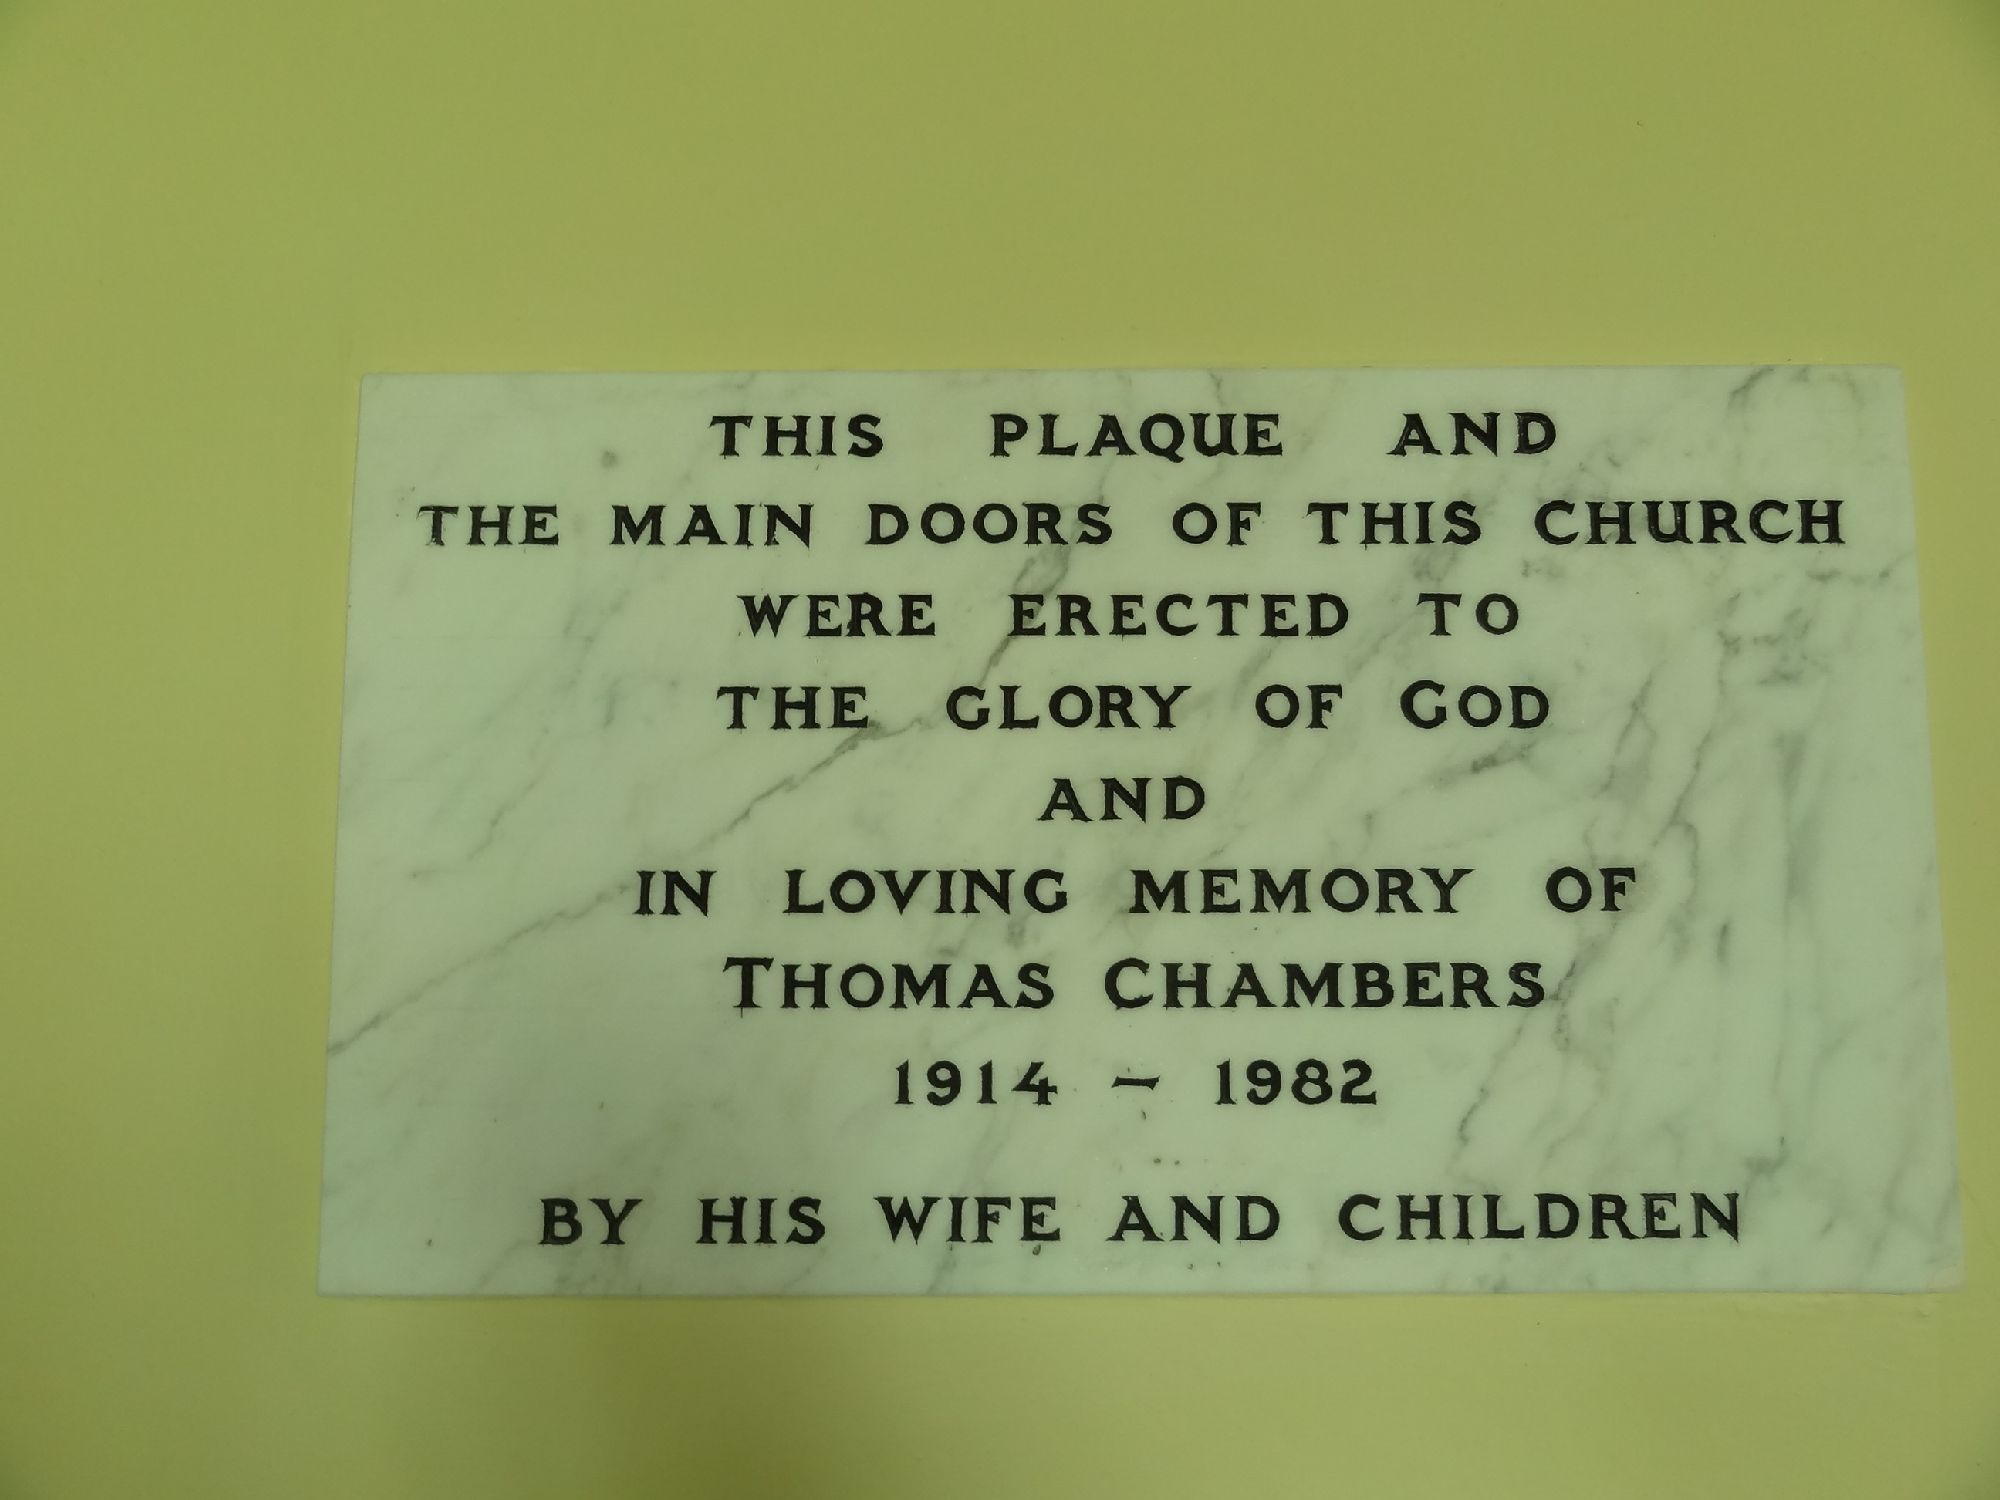 THIS PLAQUE AND
THE MAIN DOORS OF THIS CHURCH
WERE ERECTED TO
THE GLORY OF GOD
AND
IN LOVING MEMORY OF
THOMAS CHAMBERS
1914 - 1982
BY HIS WIFE AND CHILDREN